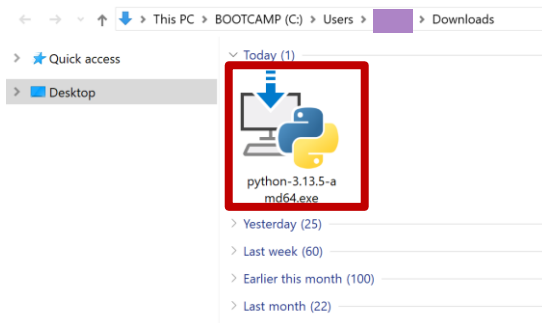 This PC > BOOTCAMP (C:) > Users > > Downloads
Quick access
Desktop
Today (1)
python-3.13.5-a
md64.exe
Yesterday (25)
Last week (60)
Earlier this month (100)
Last month (22)